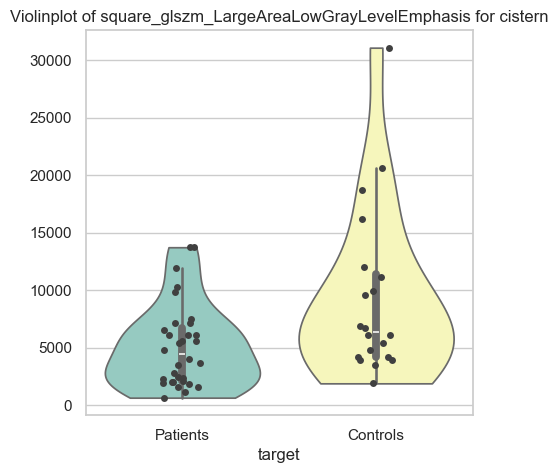 Violinplot of square_glszm_LargeAreaLowGrayLevelEmphasis for cistern
30000
25000
20000
15000
10000
5000
0
Patients Controls
target